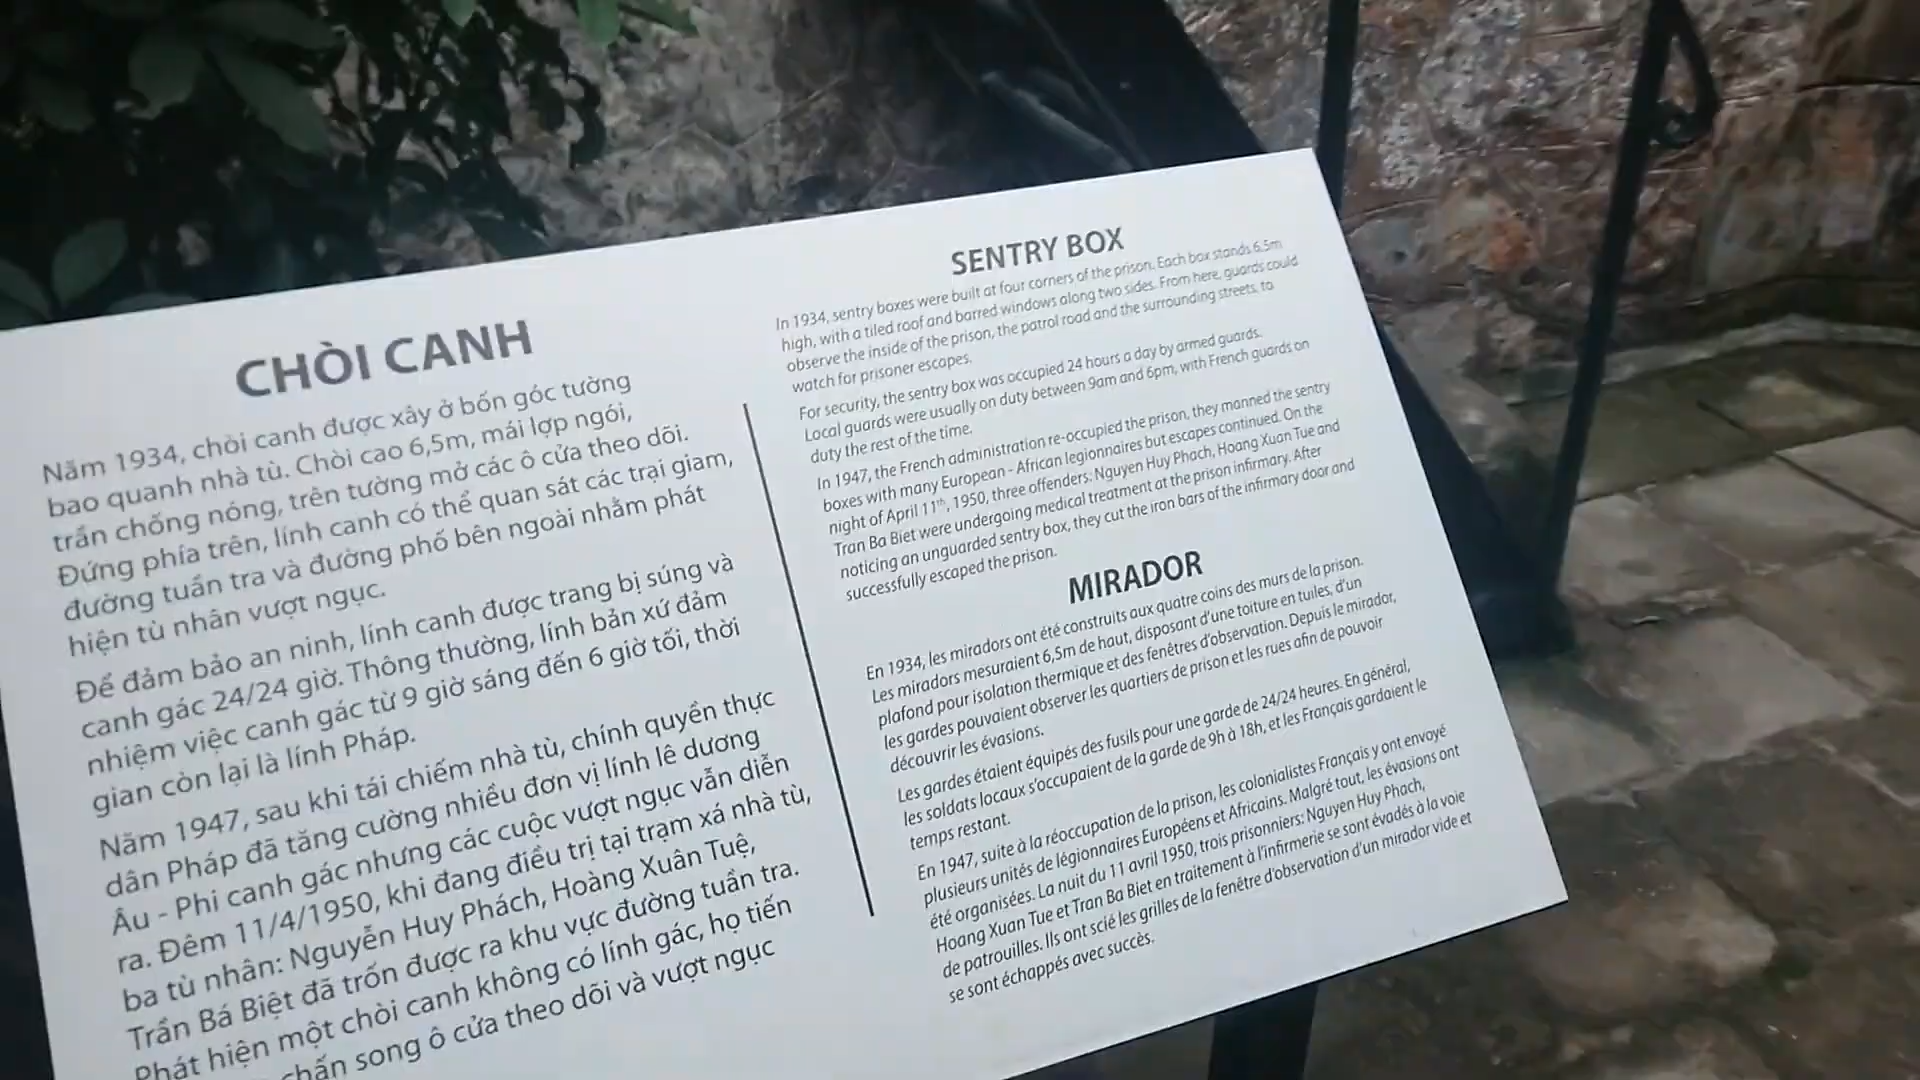 CHÒI CANH
Năm 1934, chòi canh được xây ở bốn góc tường
bao quanh nhà tù. Chòi cao 6,5m, mái lợp ngói,
trần chống nóng, trên tường mở các ô cửa theo dõi.
Đứng phía trên, lính canh có thể quan sát các trại giam,
đường tuần tra và đường phố bên ngoài nhằm phát
hiện tù nhân vượt ngục.
Để đảm bảo an ninh, lính canh được trang bị súng và
canh gác 24/24 giờ. Thông thường, lính bản xứ đảm
nhiệm việc canh gác từ 9 giờ sáng đến 6 giờ tối, thời
gian còn lại là lính Pháp.
Năm 1947, sau khi tái chiếm nhà tù, chính quyền thực
dân Pháp đã tăng cường nhiều đơn vị lính lê dương
Âu - Phi canh gác nhưng các cuộc vượt ngục vẫn diễn
ra. Đêm 11/4/1950, khi đang điều trị tại trạm xá nhà tù,
ba tù nhân: Nguyễn Huy Phách, Hoàng Xuân Tuệ,
Trần Bá Biệt đã trốn được ra khu vực đường tuần tra.
Phát hiện một chòi canh không có lính gác, họ tiến
chấn song ô cửa theo dõi và vượt ngục
SENTRY BOX
In 1934, sentry boxes were built at four corners of the prison. Each box stands 6.5m
high, with a tiled roof and barred windows along two sides. From here, guards could
observe the inside of the prison, the patrol road and the surrounding streets, to
watch for prisoner escapes.
For security, the sentry box was occupied 24 hours a day by armed guards.
Local guards were usually on duty between 9am and 6pm, with French guards on
duty the rest of the time.
In 1947, the French administration re-occupied the prison, they manned the sentry
boxes with many European - African legionnaires but escapes continued. On the
night of April 11th, 1950, three offenders: Nguyen Huy Phach, Hoang Xuan Tue and
Tran Ba Biet were undergoing medical treatment at the prison infirmary. After
noticing an unguarded sentry box, they cut the iron bars of the infirmary door and
successfully escaped the prison.
MIRADOR
En 1934, les miradors ont été construits aux quatre coins des murs de la prison.
Les miradors mesuraient 6,5m de haut, disposant d'une toiture en tuiles, d'un
plafond pour isolation thermique et des fenêtres d'observation. Depuis le mirador,
les gardes pouvaient observer les quartiers de prison et les rues afin de pouvoir
découvrir les évasions.
Les gardes étaient équipés des fusils pour une garde de 24/24 heures. En général,
les soldats locaux s'occupaient de la garde de 9h à 18h, et les Français gardaient le
temps restant.
En 1947, suite à la réoccupation de la prison, les colonialistes Français y ont envoyé
plusieurs unités de légionnaires Européens et Africains. Malgré tout, les évasions ont
été organisées. La nuit du 11 avril 1950, trois prisonniers: Nguyen Huy Phach,
Hoang Xuan Tue et Tran Ba Biet en traitement à l'infirmerie se sont évadés à la voie
de patrouilles. Ils ont scié les grilles de la fenêtre d'observation d'un mirador vide et
se sont échappés avec succès.